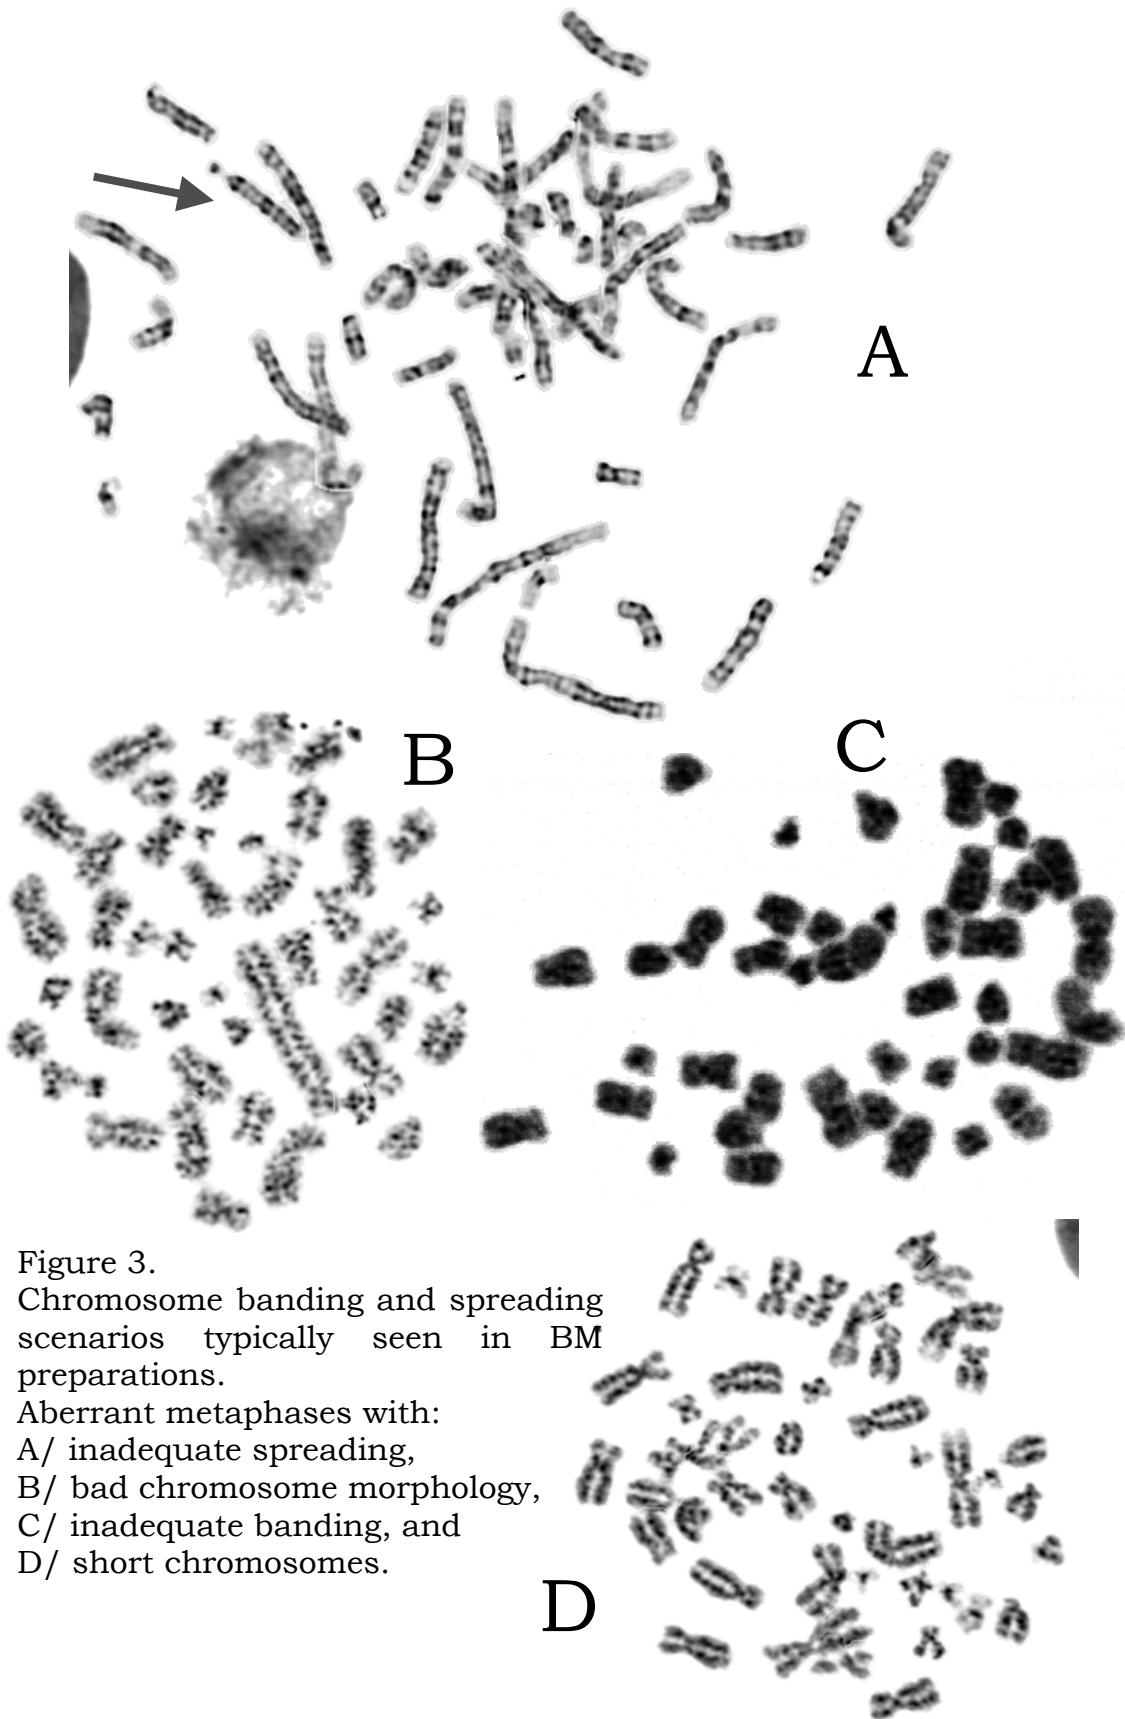 A
B
C
Figure 3.
Chromosome banding and spreading
scenarios typically seen in BM
preparations.
Aberrant metaphases with:
A/ inadequate spreading,
B/ bad chromosome morphology,
C/ inadequate banding, and
D/ short chromosomes.
D